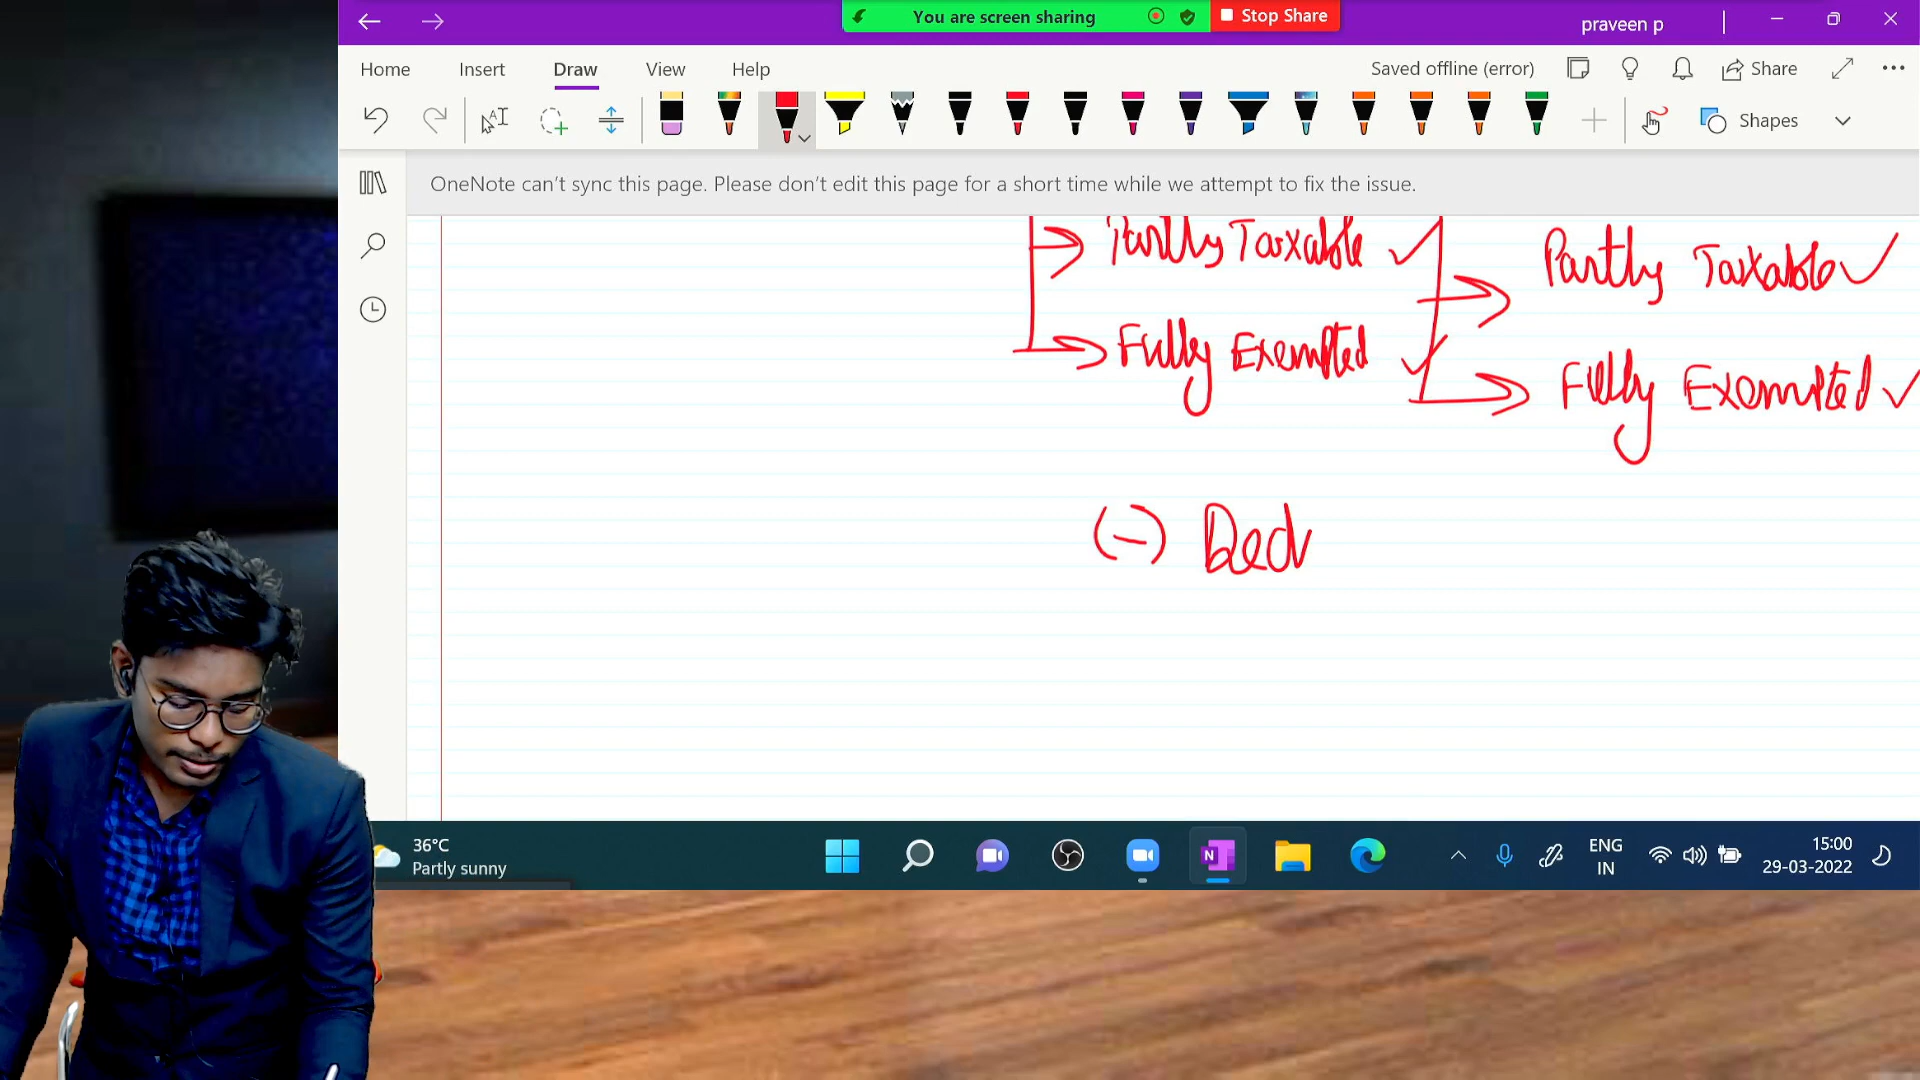 You are screen sharing Stop Share
praveen p
Home Insert Draw View Help Saved offline (error) Share
Shapes
OneNote can't sync this page. Please don't edit this page for a short time while we attempt to fix the issue.
Partly Taxable Partly Taxable
Fully Exempted Fully Exempted
(-) Ded
36°C
Partly sunny
ENG
IN
15:00
29-03-2022